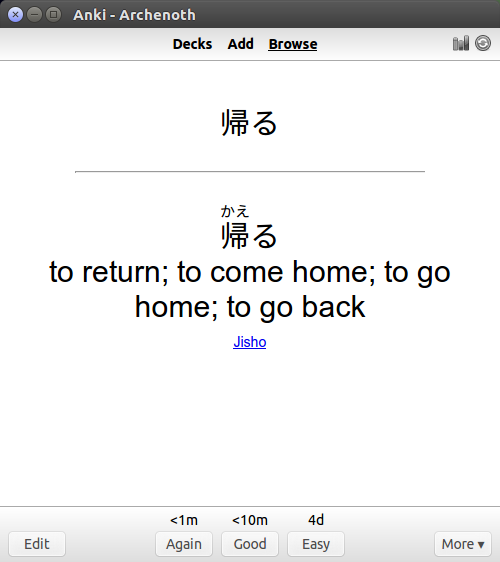 Anki - Archenoth
Decks Add Browse
帰る
かえ
帰る
to return; to come home; to go
home; to go back
Jisho
<1m <10m 4d
Edit Again Good Easy More ▾